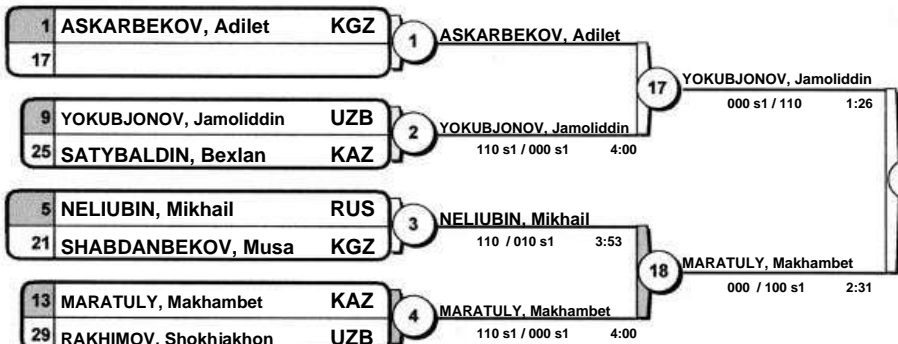 1 ASKARBEKOV, Adilet KGZ
17
1
ASKARBEKOV, Adilet
9 YOKUBJONOV, Jamoliddin UZB
25 SATYBALDIN, Bexlan KAZ
2
YOKUBJONOV, Jamoliddin
110 s1 / 000 s1 4:00
17
YOKUBJONOV, Jamoliddin
000 s1 / 110 1:26
5 NELIUBIN, Mikhail RUS
21 SHABDANBEKOV, Musa KGZ
3
NELIUBIN, Mikhail
110 / 010 s1 3:53
13 MARATULY, Makhambet KAZ
29 RAKHIMOV, Shokhjakhon UZB
4
MARATULY, Makhambet
110 s1 / 000 s1 4:00
18
MARATULY, Makhambet
000 / 100 s1 2:31